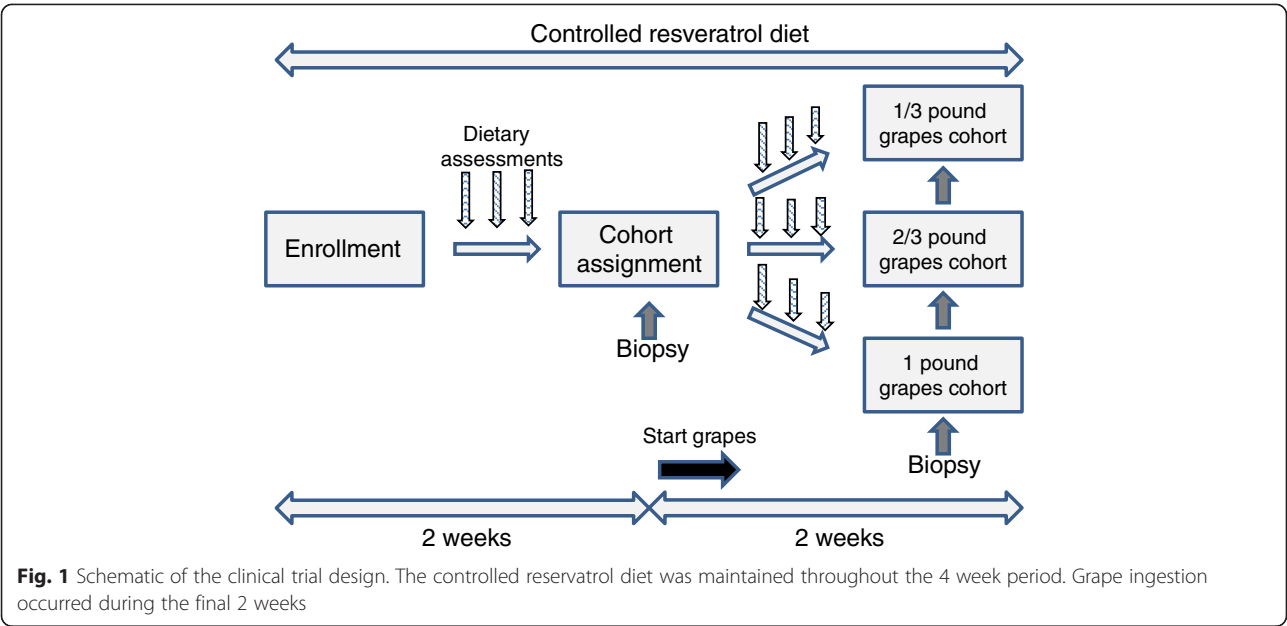 Controlled resveratrol diet
Dietary
assessments
Enrollment
Cohort
assignment
Biopsy
1/3 pound
grapes cohort
2/3 pound
grapes cohort
1 pound
grapes cohort
Biopsy
Start grapes
2 weeks
2 weeks
Fig. 1 Schematic of the clinical trial design. The controlled reservatrol diet was maintained throughout the 4 week period. Grape ingestion
occurred during the final 2 weeks